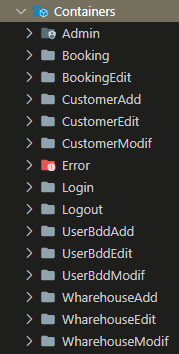 Containers
Admin
Booking
BookingEdit
CustomerAdd
CustomerEdit
CustomerModif
Error
Login
Logout
UserBddAdd
UserBddEdit
UserBddModif
WharehouseAdd
WharehouseEdit
WharehouseModif